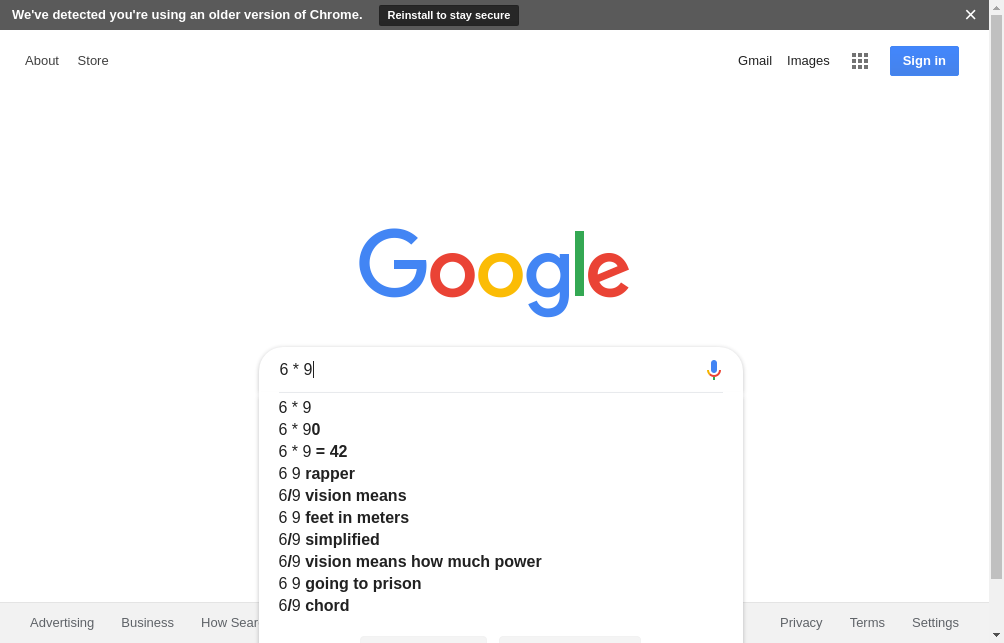 We've detected you're using an older version of Chrome. Reinstall to stay secure
About Store Gmail Images Sign in
Google
6 * 9
6 * 9
6 * 90
6 * 9 = 42
6 9 rapper
6/9 vision means
6 9 feet in meters
6/9 simplified
6/9 vision means how much power
6 9 going to prison
6/9 chord
Advertising Business How Sear Privacy Terms Settings